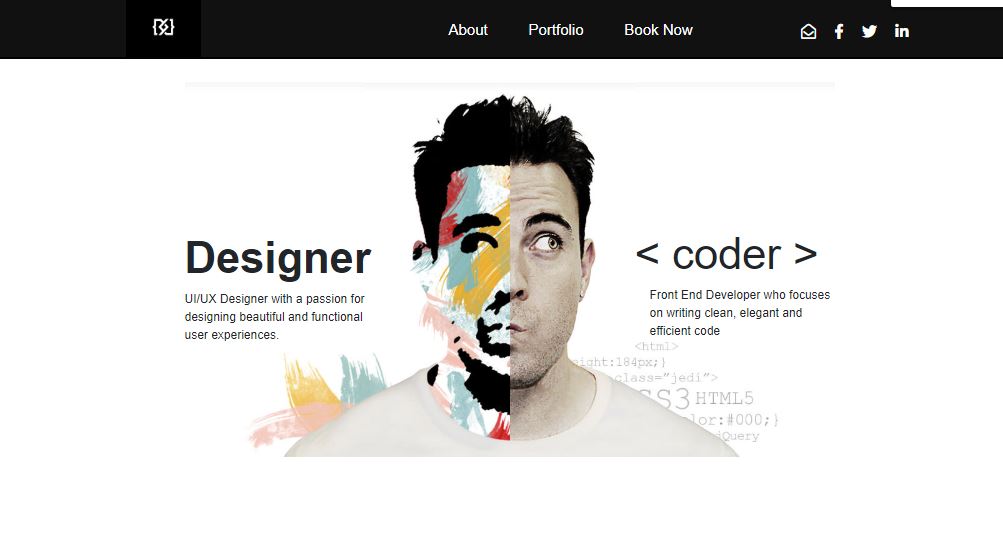 About Portfolio Book Now
Designer
UI/UX Designer with a passion for
designing beautiful and functional
user experiences.
< coder >
Front End Developer who focuses
on writing clean, elegant and
efficient code
<html>
eight:184px;}
class="jedi">
SS3 HTML5
lor:#000;}
jQuery